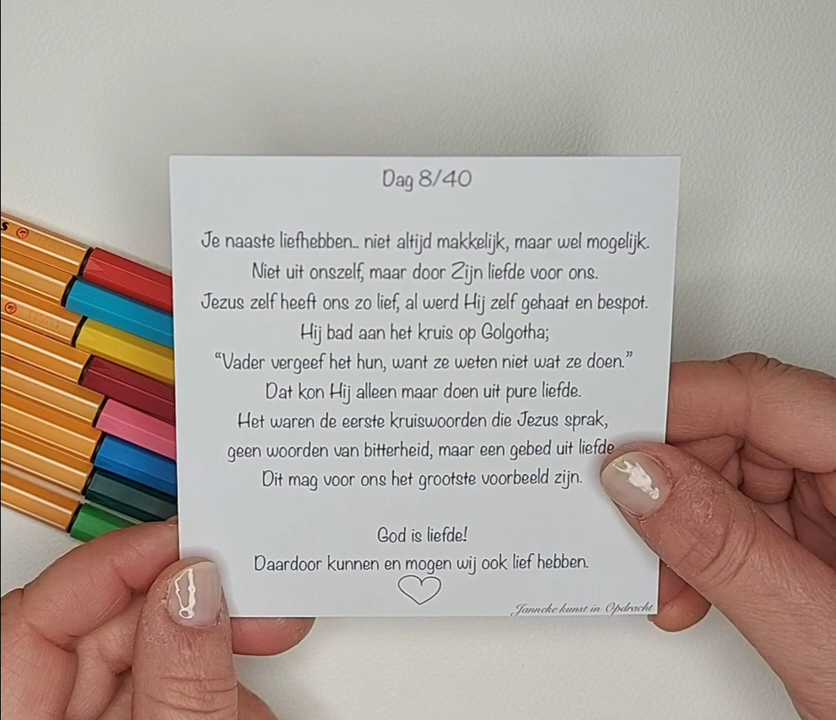 Dag 8/40
Je naaste liefhebben.. niet altijd makkelijk, maar wel mogelijk.
Niet uit onszelf, maar door Zijn liefde voor ons.
Jezus zelf heeft ons zo lief, al werd Hij zelf gehaat en bespot.
Hij bad aan het kruis op Golgotha;
“Vader vergeef het hun, want ze weten niet wat ze doen.”
Dat kon Hij alleen maar doen uit pure liefde.
Het waren de eerste kruiswoorden die Jezus sprak,
geen woorden van bitterheid, maar een gebed uit liefde
Dit mag voor ons het grootste voorbeeld zijn.
God is liefde!
Daardoor kunnen en mogen wij ook lief hebben.
Janneke kunst in Opdracht